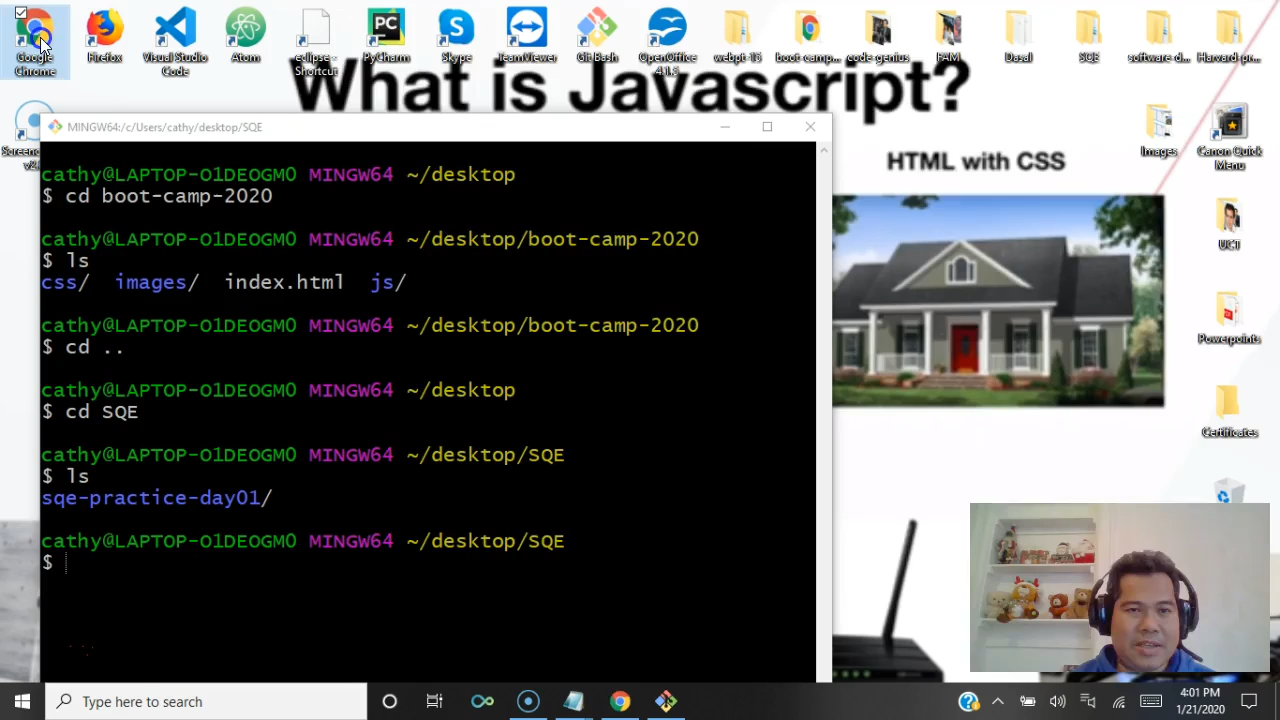 Google Chrome
Firefox
Visual Studio Code
Atom
eclipse - Shortcut
PyCharm
Skype
TeamViewer
Git Bash
OpenOffice 4.1.6
webpt-15
boot-camp...
code-genius
FAM
Dasal
SQE
software-d...
Harvard-pr...
What is Javascript?
HTML with CSS
Images
Canon Quick Menu
UCT
Powerpoints
Certificates
MINGW64:/c/Users/cathy/desktop/SQE
cathy@LAPTOP-O1DEOGM0 MINGW64 ~/desktop
$ cd boot-camp-2020
cathy@LAPTOP-O1DEOGM0 MINGW64 ~/desktop/boot-camp-2020
$ ls
css/ images/ index.html js/
cathy@LAPTOP-O1DEOGM0 MINGW64 ~/desktop/boot-camp-2020
$ cd ..
cathy@LAPTOP-O1DEOGM0 MINGW64 ~/desktop
$ cd SQE
cathy@LAPTOP-O1DEOGM0 MINGW64 ~/desktop/SQE
$ ls
sqe-practice-day01/
cathy@LAPTOP-O1DEOGM0 MINGW64 ~/desktop/SQE
$
Type here to search
4:01 PM
1/21/2020